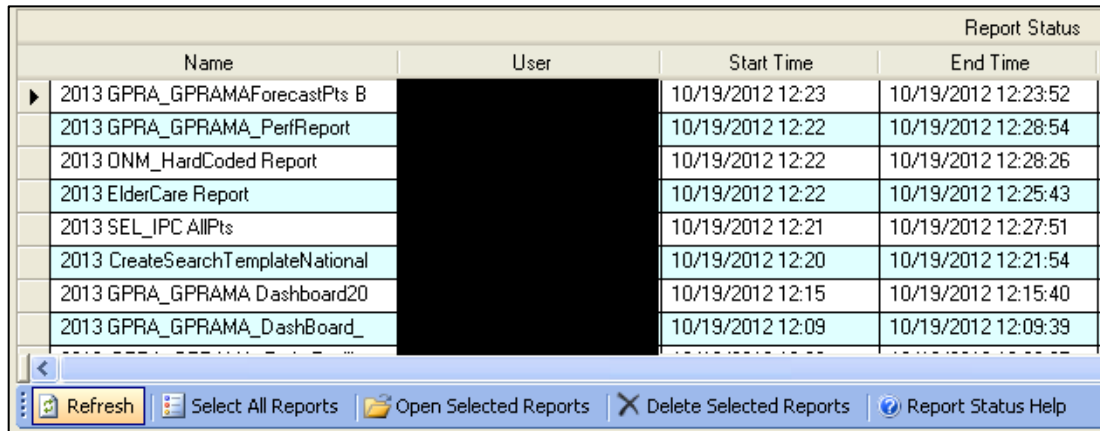 Report Status
Name User Start Time End Time
2013 GPRA_GPRAMAForecastPts B 10/19/2012 12:23 10/19/2012 12:23:52
2013 GPRA_GPRAMA_PerfReport 10/19/2012 12:22 10/19/2012 12:28:54
2013 ONM_HardCoded Report 10/19/2012 12:22 10/19/2012 12:28:26
2013 ElderCare Report 10/19/2012 12:22 10/19/2012 12:25:43
2013 SEL_IPC AllPts 10/19/2012 12:21 10/19/2012 12:27:51
2013 CreateSearchTemplateNational 10/19/2012 12:20 10/19/2012 12:21:54
2013 GPRA_GPRAMA Dashboard20 10/19/2012 12:15 10/19/2012 12:15:40
2013 GPRA_GPRAMA_DashBoard_ 10/19/2012 12:09 10/19/2012 12:09:39
Refresh Select All Reports Open Selected Reports Delete Selected Reports Report Status Help